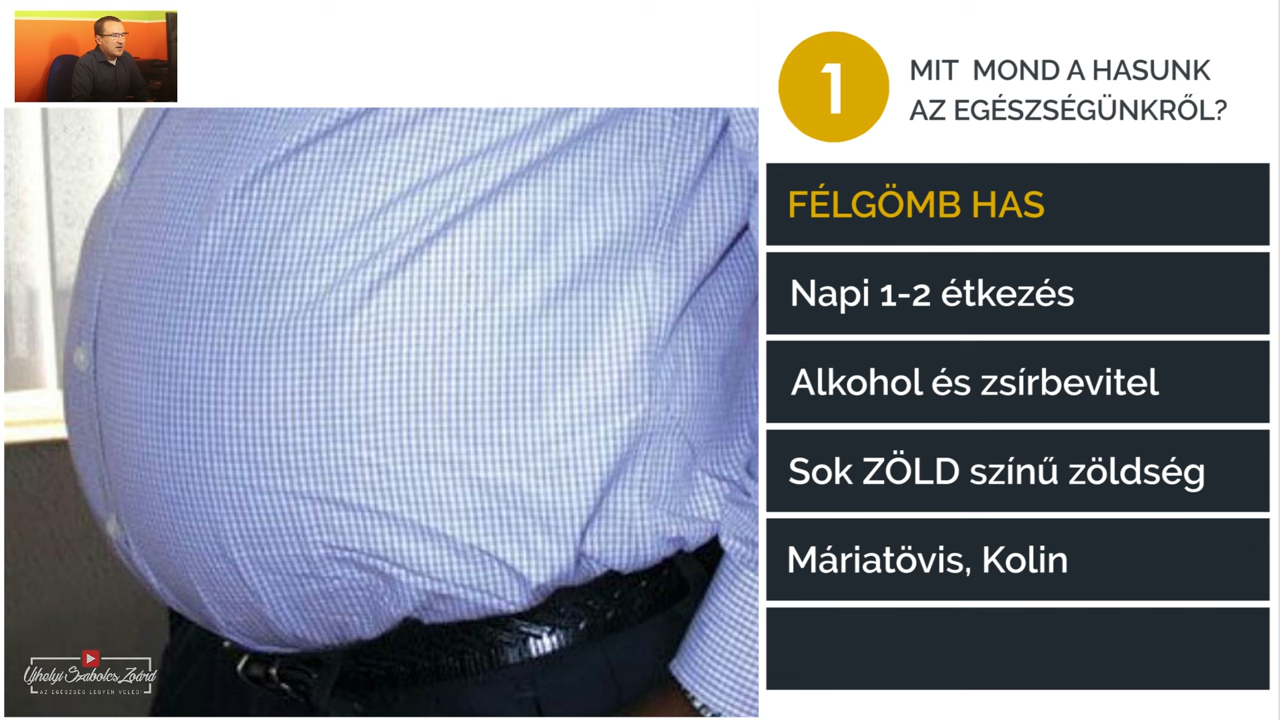 1
MIT MOND A HASUNK
AZ EGÉSZSÉGÜNKRŐL?
FÉLGÖMB HAS
Napi 1-2 étkezés
Alkohol és zsírbevitel
Sok ZÖLD színű zöldség
Máriatövis, Kolin
Ujhelyi Szabolcs Zoárd
AZ EGÉSZSÉG LEGYEN VELED!